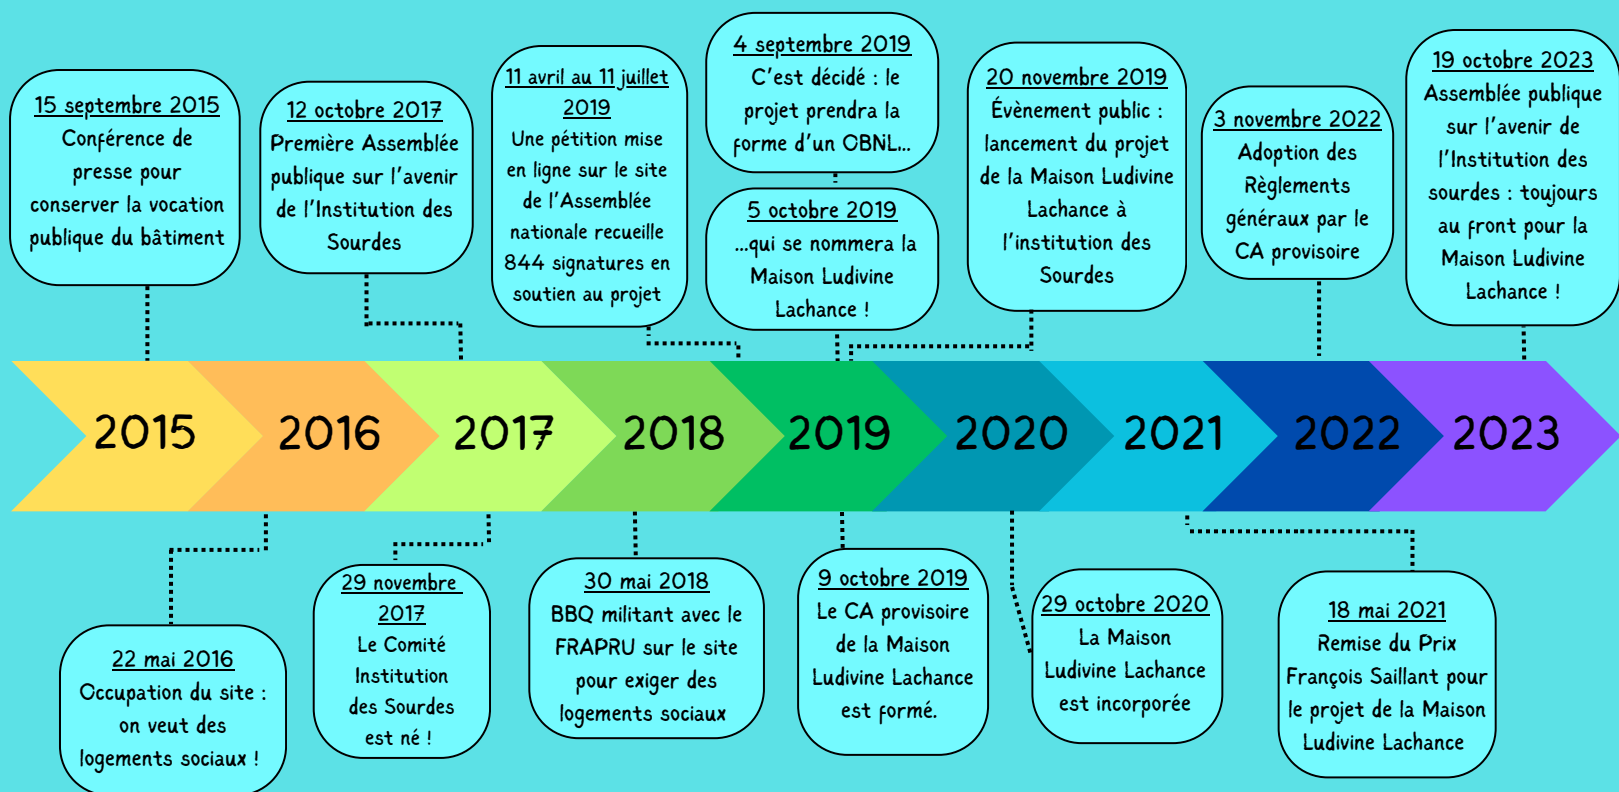 15 septembre 2015
Conférence de
presse pour
conserver la vocation
publique du bâtiment
12 octobre 2017
Première Assemblée
publique sur l'avenir
de l'Institution des
Sourdes
11 avril au 11 juillet
2019
Une pétition mise
en ligne sur le site
de l'Assemblée
nationale recueille
844 signatures en
soutien au projet
4 septembre 2019
C'est décidé : le
projet prendra la
forme d'un OBNL...
5 octobre 2019
...qui se nommera la
Maison Ludivine
Lachance !
20 novembre 2019
Évènement public :
lancement du projet
de la Maison Ludivine
Lachance à
l'institution des
Sourdes
3 novembre 2022
Adoption des
Règlements
généraux par le
CA provisoire
19 octobre 2023
Assemblée publique
sur l'avenir de
l'Institution des
sourdes : toujours
au front pour la
Maison Ludivine
Lachance !
2015
2016
2017
2018
2019
2020
2021
2022
2023
22 mai 2016
Occupation du site :
on veut des
logements sociaux !
29 novembre
2017
Le Comité
Institution
des Sourdes
est né !
30 mai 2018
BBQ militant avec le
FRAPRU sur le site
pour exiger des
logements sociaux
9 octobre 2019
Le CA provisoire
de la Maison
Ludivine Lachance
est formé.
29 octobre 2020
La Maison
Ludivine Lachance
est incorporée
18 mai 2021
Remise du Prix
François Saillant pour
le projet de la Maison
Ludivine Lachance